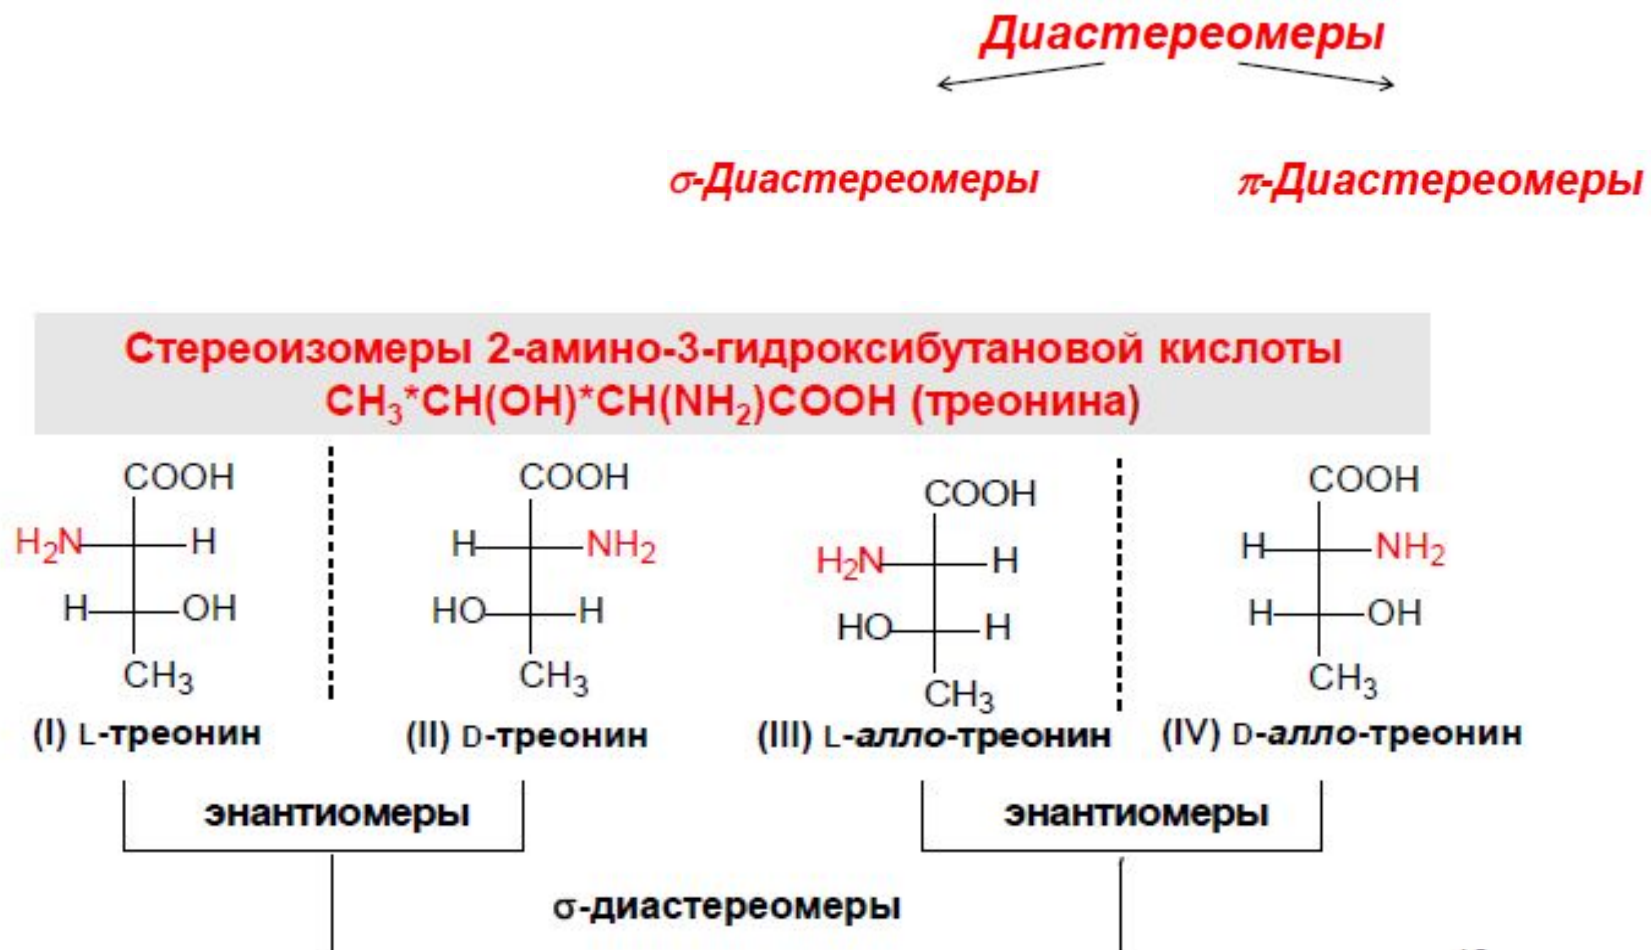 Диастереомеры
σ-Диастереомеры π-Диастереомеры
Стереоизомеры 2-амино-3-гидроксибутановой кислоты
CH₃*CH(OH)*CH(NH₂)COOH (треонина)
COOH COOH COOH COOH
H₂N H H NH₂ H₂N H H NH₂
H OH HO H HO H H OH
CH₃ CH₃ CH₃ CH₃
(I) L-треонин (II) D-треонин (III) L-алло-треонин (IV) D-алло-треонин
энантиомеры энантиомеры
σ-диастереомеры